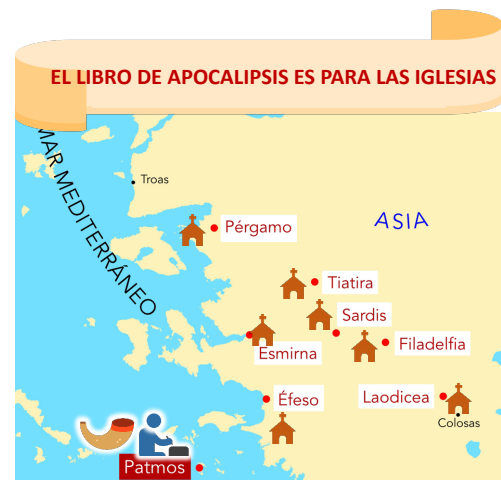 EL LIBRO DE APOCALIPSIS ES PARA LAS IGLESIAS
MAR MEDITERRÁNEO
Troas
ASIA
Pérgamo
Tiatira
Sardis
Esmirna
Filadelfia
Éfeso
Laodicea
Colosas
Patmos